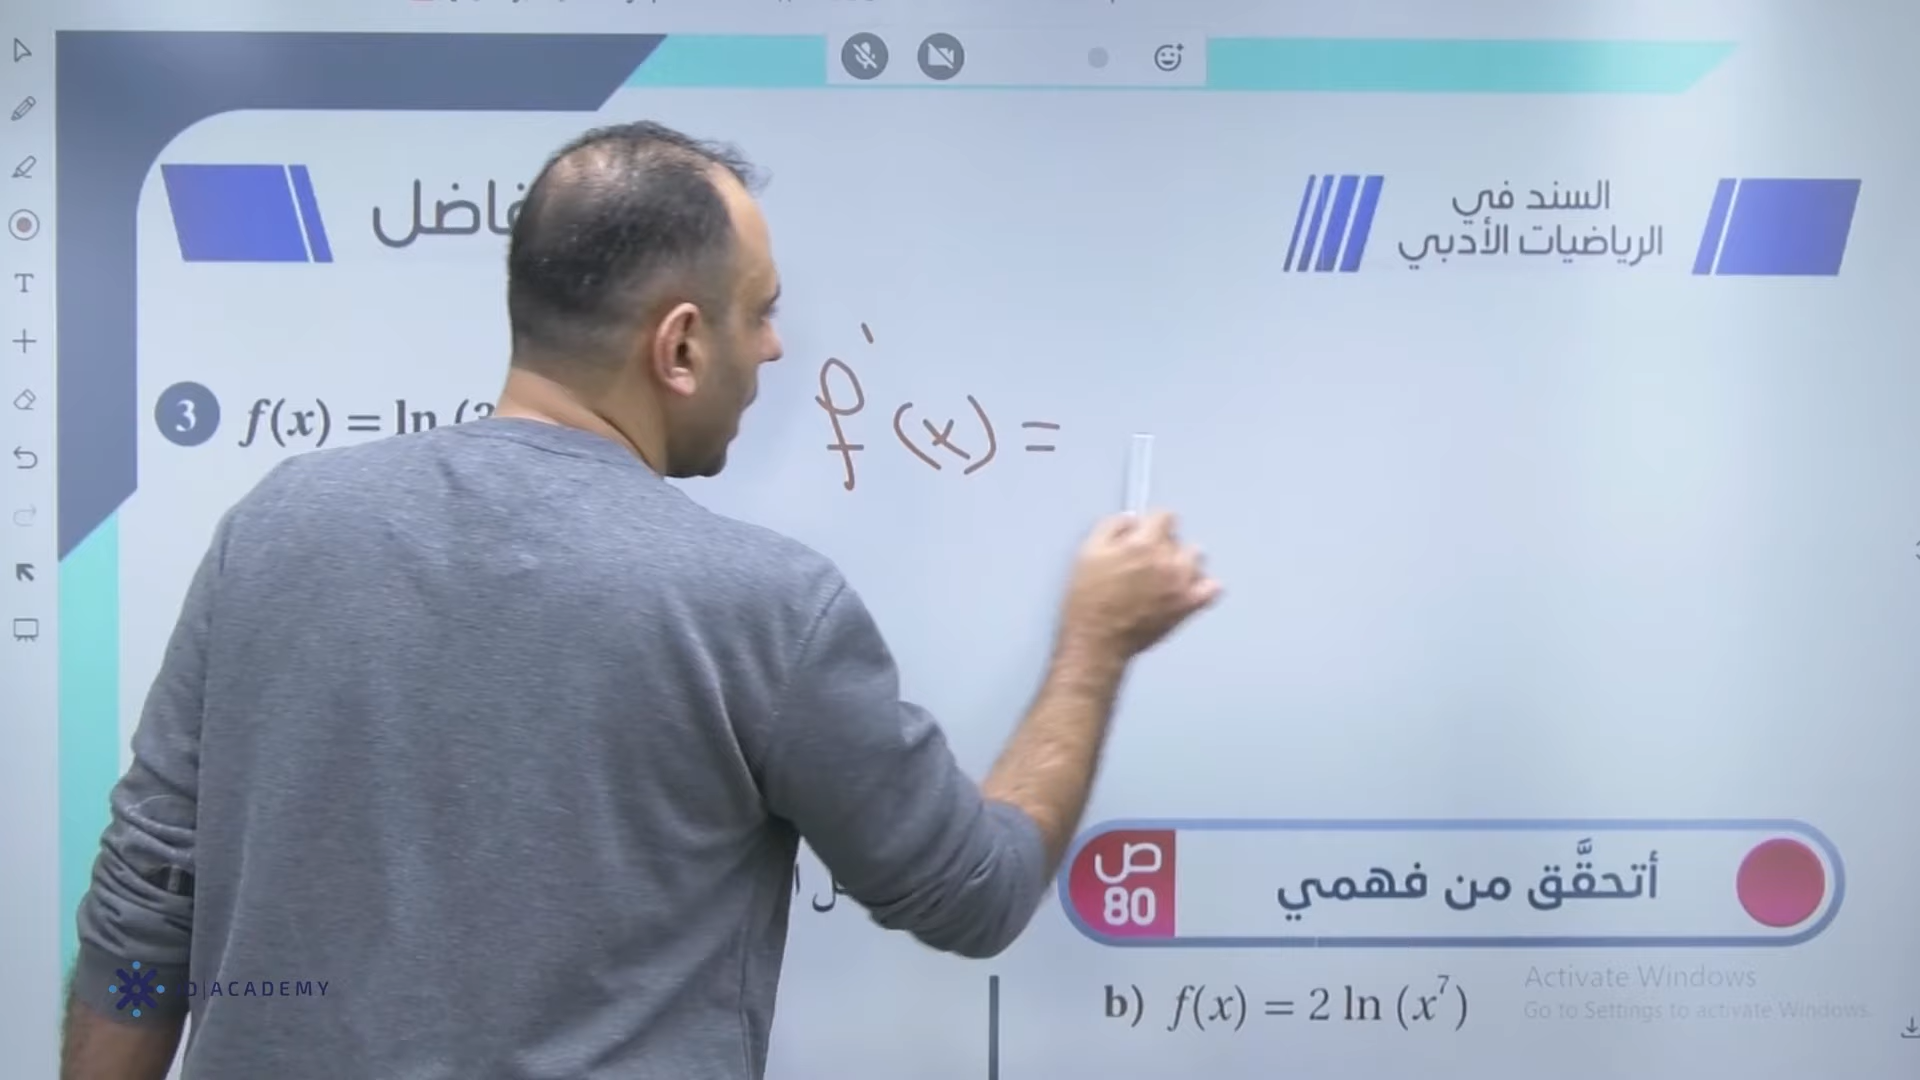 السند في
الرياضيات الأدبي
3 f(x) = ln (
f'(x) =
أتحقَّق من فهمي
ص
80
b) f(x) = 2 ln (x⁷)
Activate Windows
Go to Settings to activate Windows.
ACADEMY